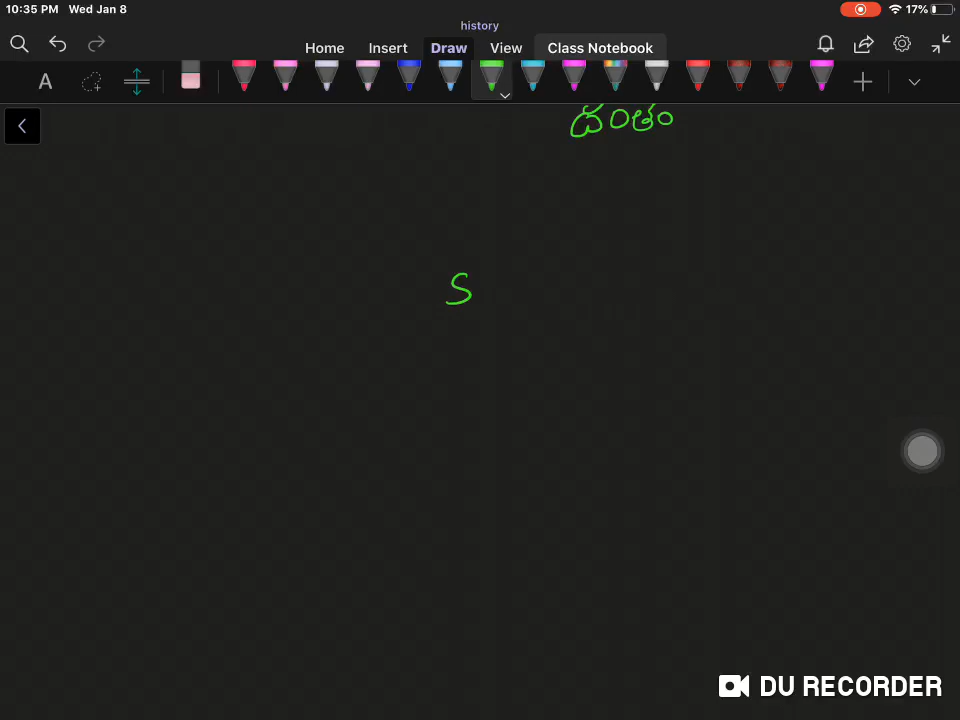 10:35 PM Wed Jan 8 17%
history
Home Insert Draw View Class Notebook
A
దంతం
S
DU RECORDER